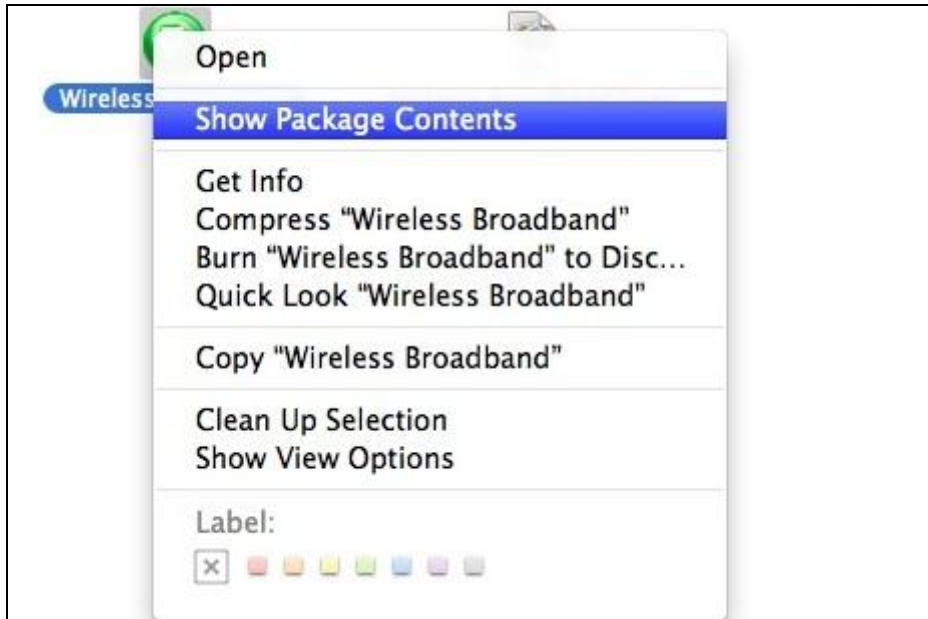 Open
Wireless
Show Package Contents
Get Info
Compress “Wireless Broadband”
Burn “Wireless Broadband” to Disc...
Quick Look “Wireless Broadband”
Copy “Wireless Broadband”
Clean Up Selection
Show View Options
Label: